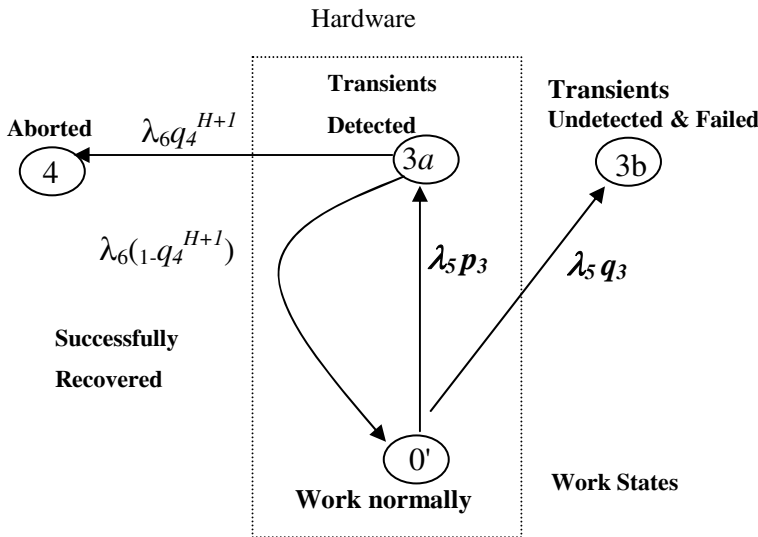 Hardware
Transients
Detected
Transients
Undetected & Failed
Aborted
λ₆q₄ᴴ⁺¹
4
3a
3b
λ₆(₁₋q₄ᴴ⁺¹)
λ₅p₃
λ₅q₃
Successfully
Recovered
0'
Work normally
Work States